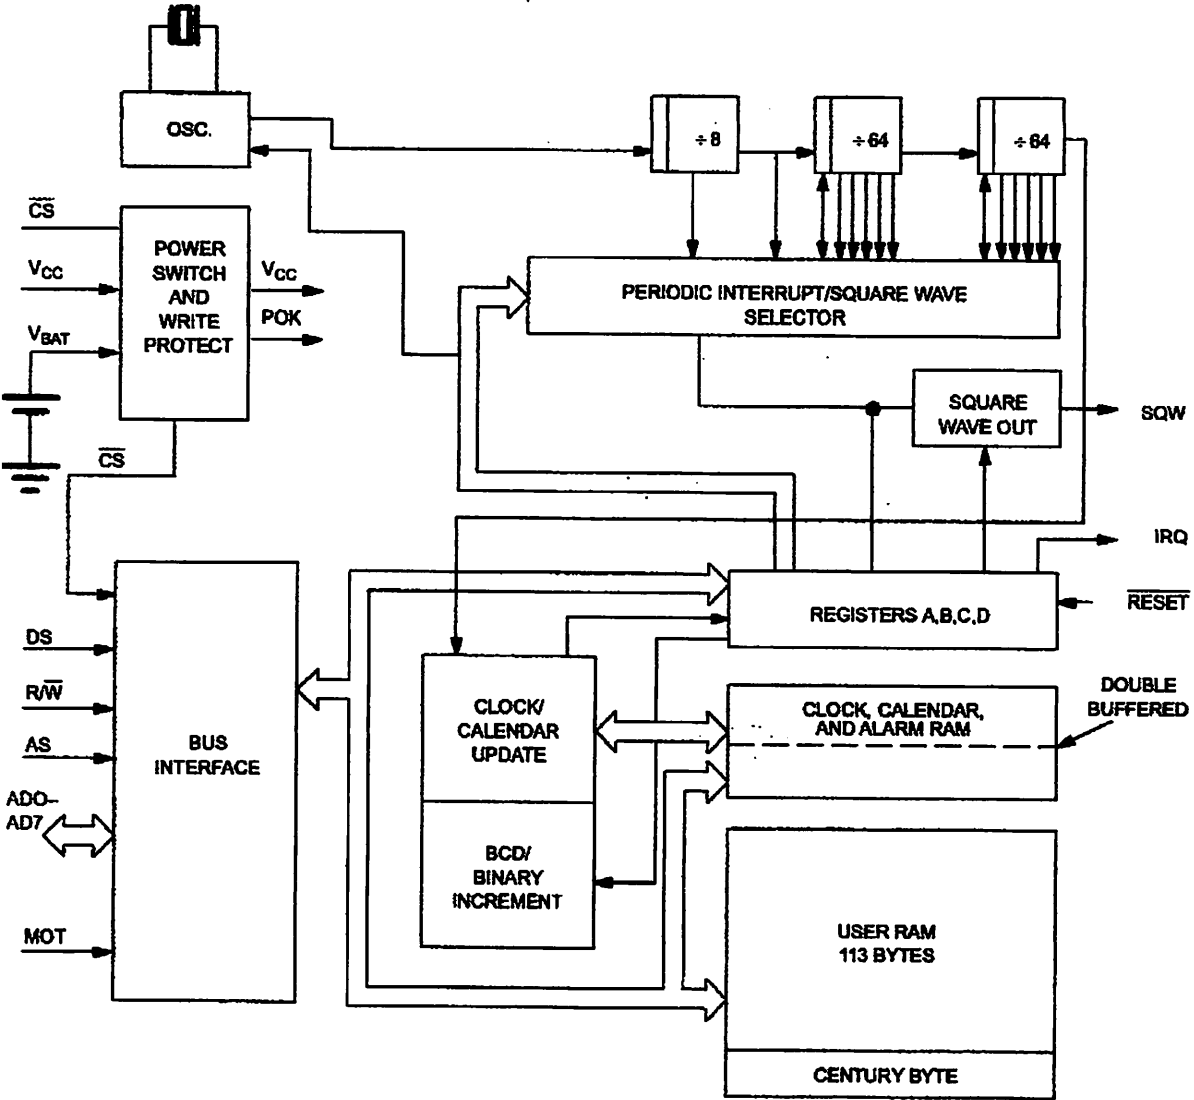 OSC.
÷8
÷64
÷64
CS
POWER
SWITCH
AND
WRITE
PROTECT
VCC
VCC
POK
VBAT
PERIODIC INTERRUPT/SQUARE WAVE
SELECTOR
SQUARE
WAVE OUT
SQW
CS
IRQ
REGISTERS A,B,C,D
RESET
DS
R/W
AS
ADO–
AD7
MOT
BUS
INTERFACE
CLOCK/
CALENDAR
UPDATE
BCD/
BINARY
INCREMENT
CLOCK, CALENDAR,
AND ALARM RAM
DOUBLE
BUFFERED
USER RAM
113 BYTES
CENTURY BYTE